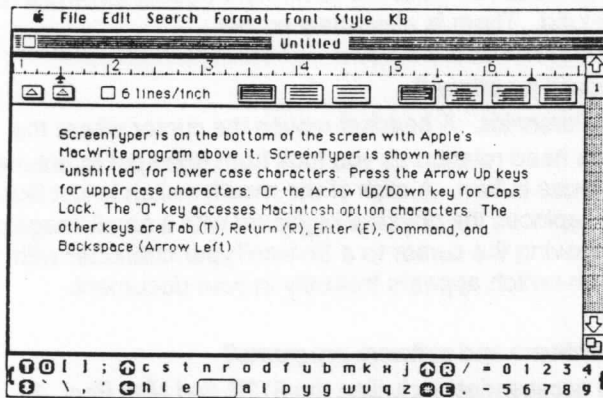 File Edit Search Format Font Style KB
Untitled
1 2 3 4 5 6
6 lines/inch
1
ScreenTyper is on the bottom of the screen with Apple's
MacWrite program above it. ScreenTyper is shown here
"unshifted" for lower case characters. Press the Arrow Up keys
for upper case characters, or the Arrow Up/Down key for Caps
Lock. The "O" key accesses Macintosh option characters. The
other keys are Tab (T), Return (R), Enter (E), Command, and
Backspace (Arrow Left)
T O [ ] ; c s t n r o d f u b m k w j R / = 0 1 2 3 4
` \ , . ' h l e a i p y g v q z E - 5 6 7 8 9